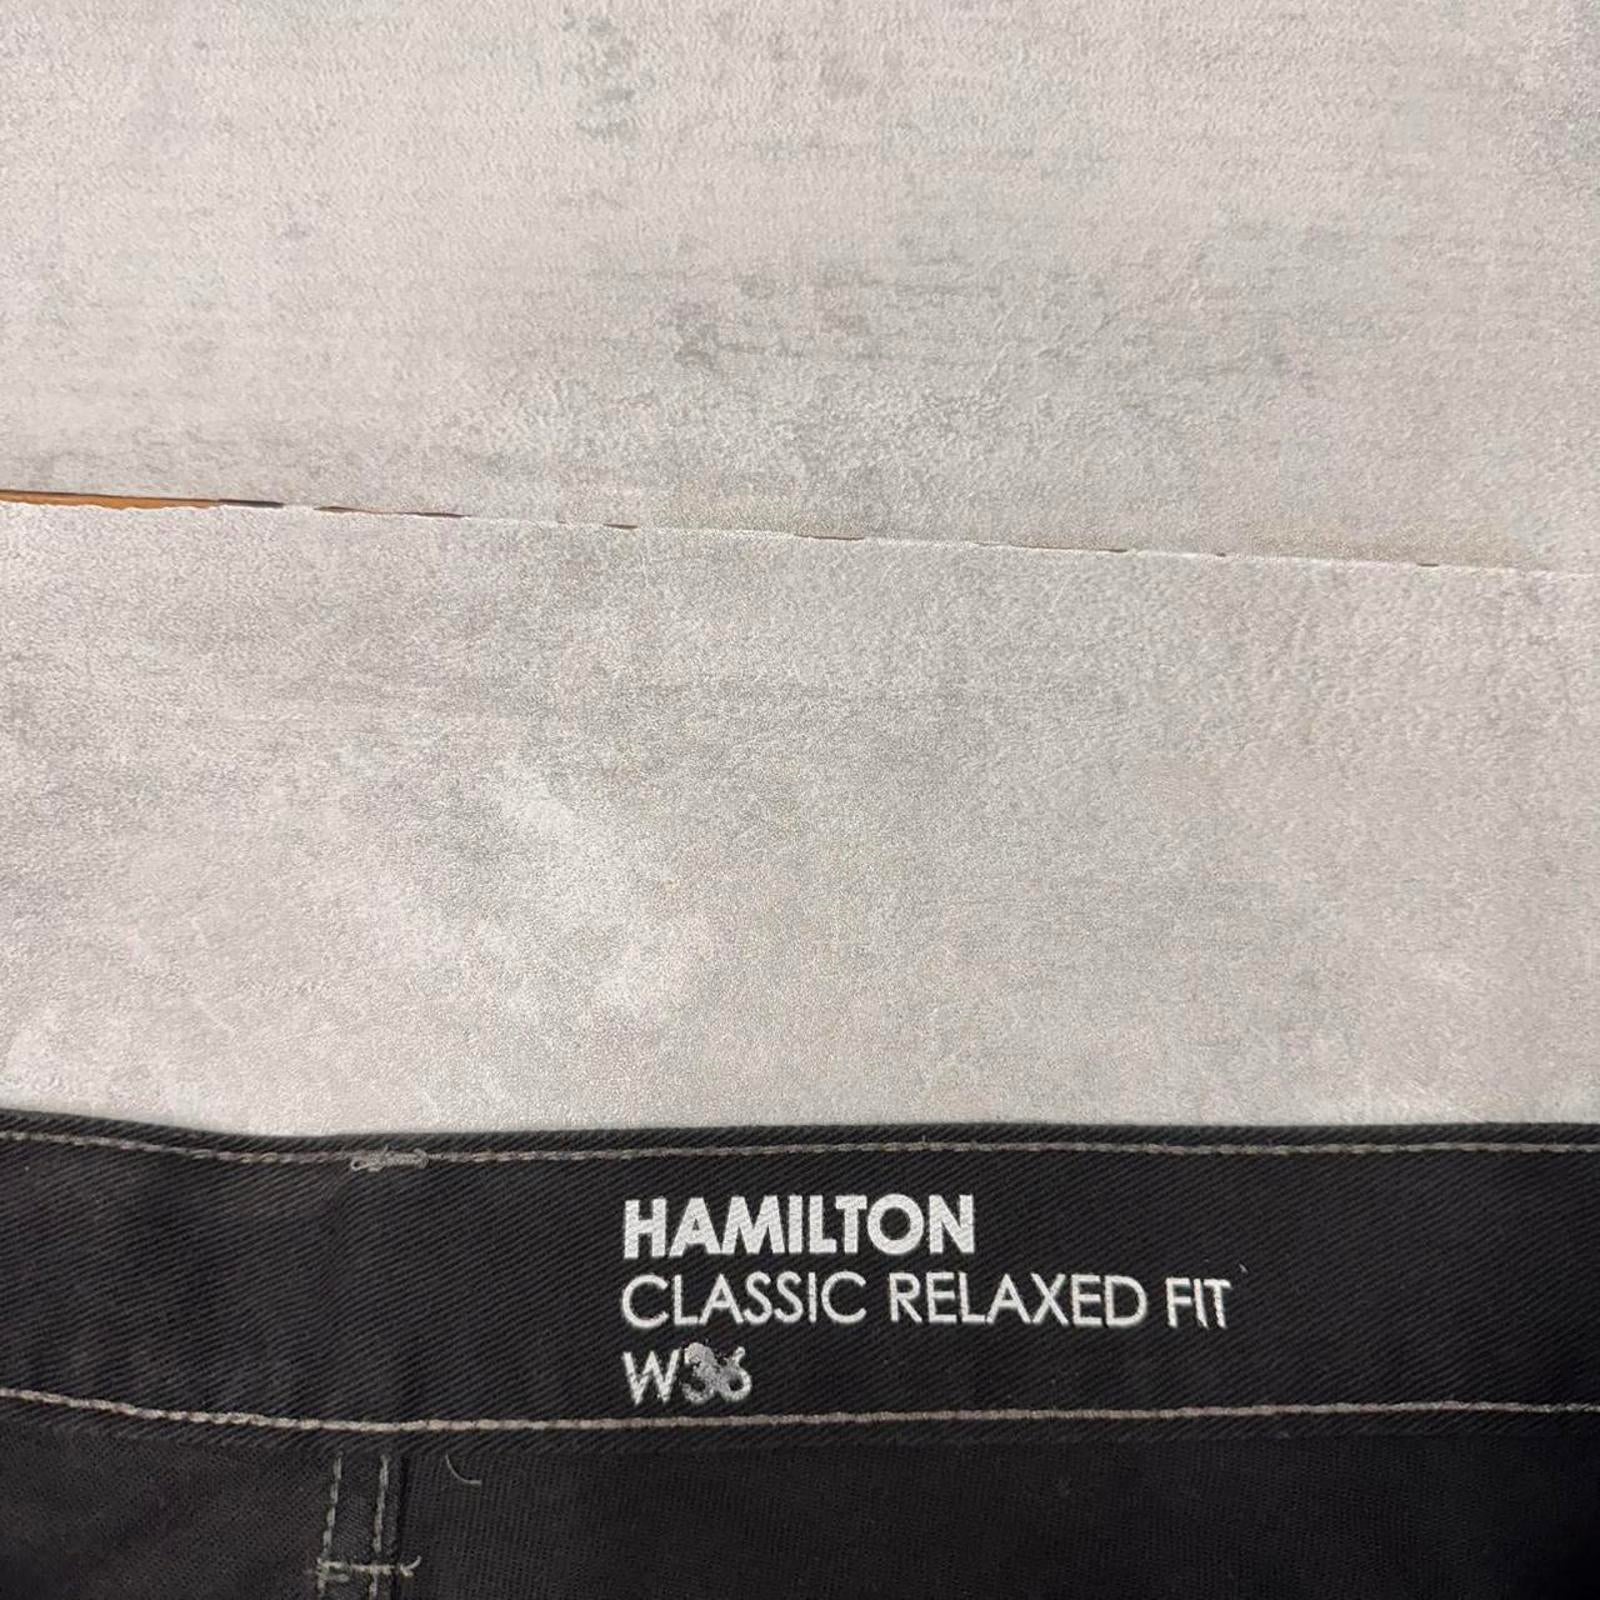 HAMILTON
CLASSIC RELAXED FIT
W36